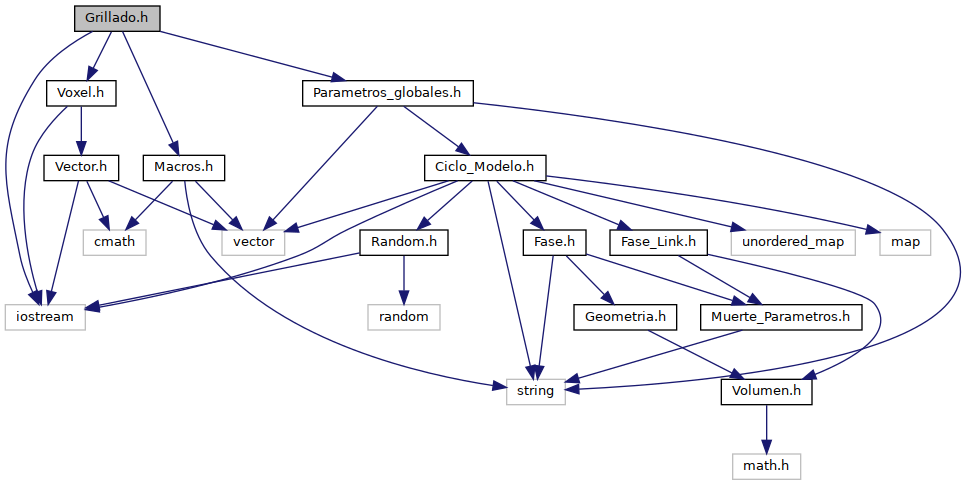 Grillado.h
Voxel.h
Parametros_globales.h
Vector.h
Macros.h
Ciclo_Modelo.h
cmath
vector
Random.h
Fase.h
Fase_Link.h
unordered_map
map
iostream
random
Geometria.h
Muerte_Parametros.h
string
Volumen.h
math.h